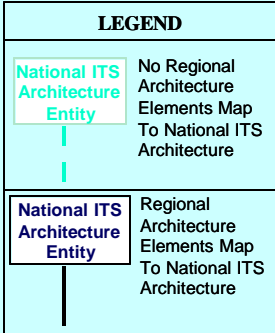 LEGEND
National ITS
Architecture
Entity
No Regional
Architecture
Elements Map
To National ITS
Architecture
National ITS
Architecture
Entity
Regional
Architecture
Elements Map
To National ITS
Architecture